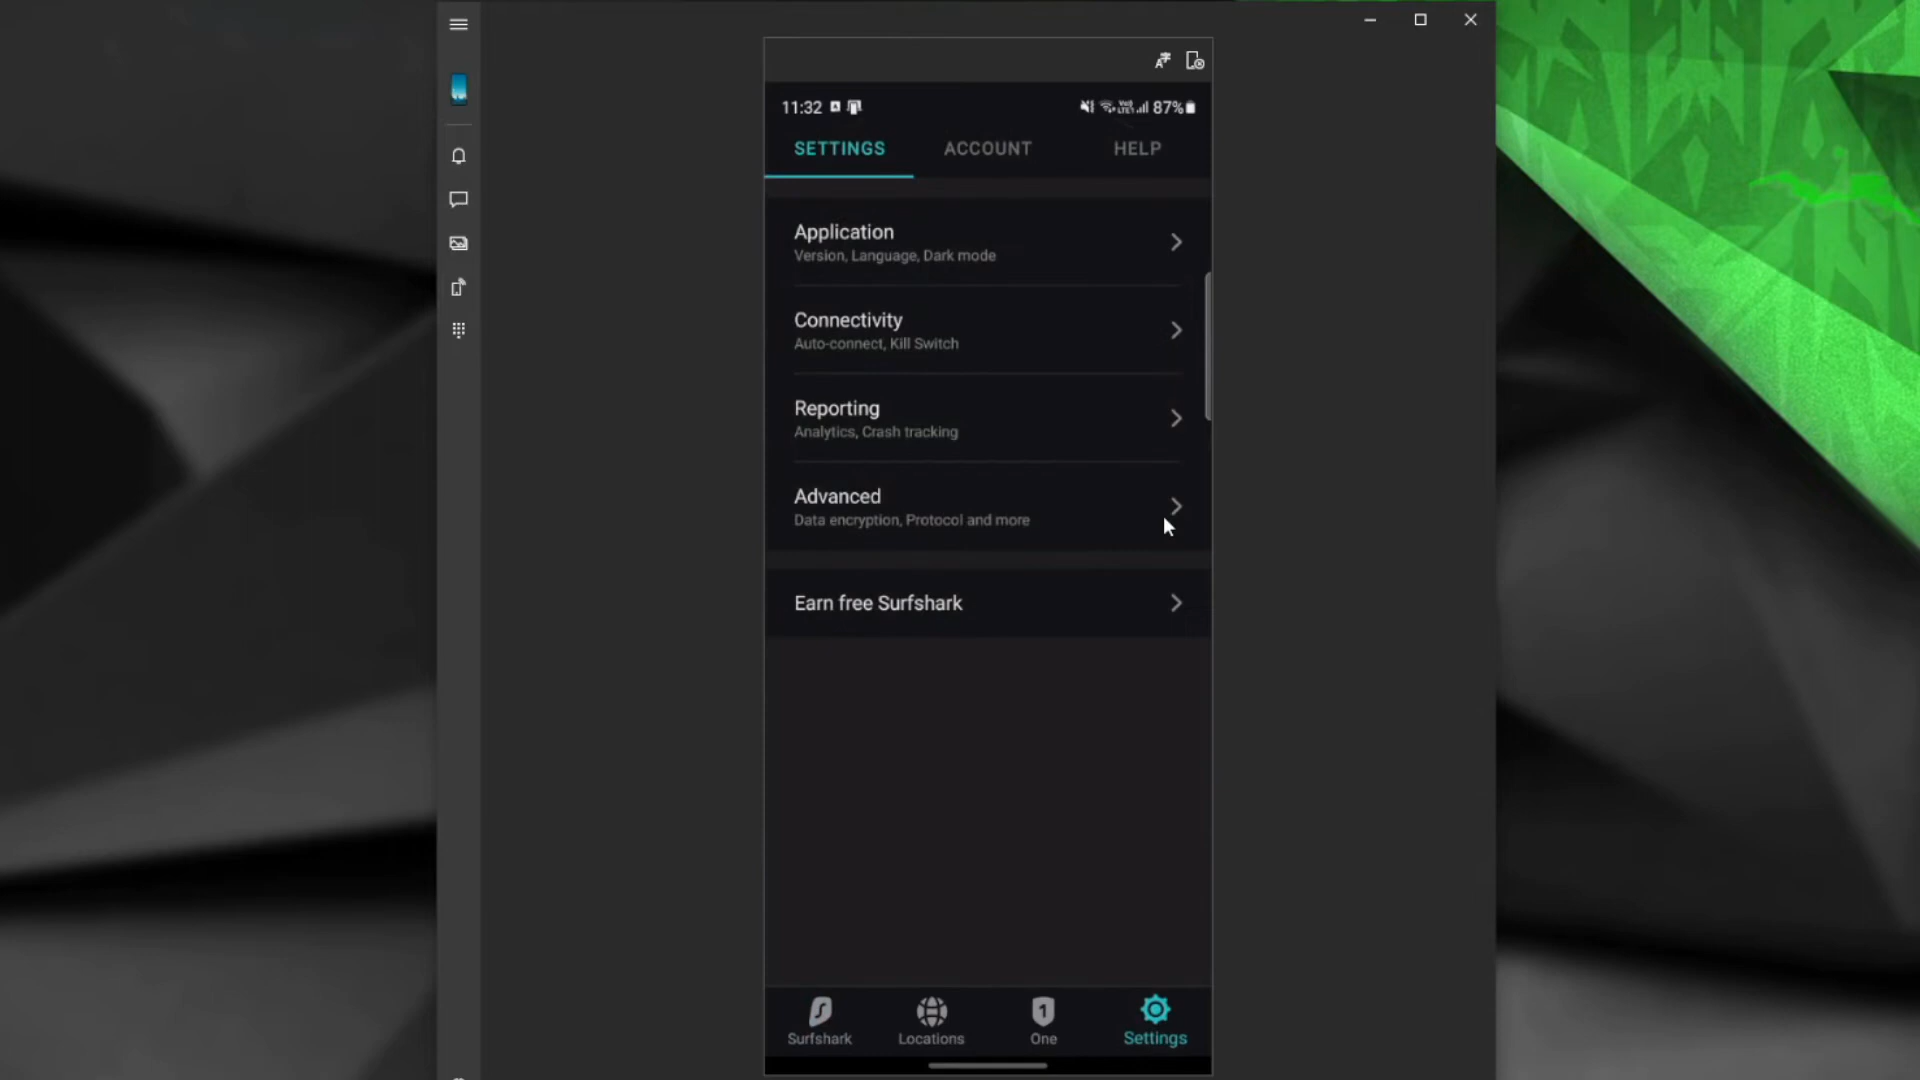 11:32
87%
SETTINGS ACCOUNT HELP
Application
Version, Language, Dark mode
Connectivity
Auto-connect, Kill Switch
Reporting
Analytics, Crash tracking
Advanced
Data encryption, Protocol and more
Earn free Surfshark
Surfshark Locations One Settings